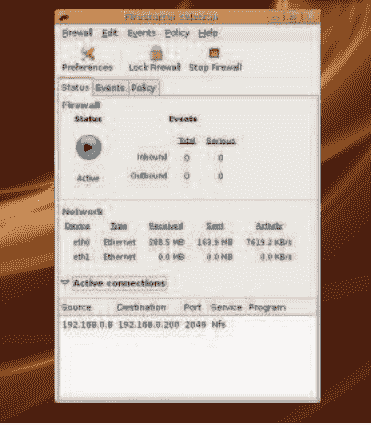 Firewall Edit Events Policy Help
Preferences Lock Firewall Stop Firewall
Status Events Policy
Firewall
Status Events
Total Serious
Inbound 0 0
Outbound 0 0
Active
Network
Device Type Received Sent Activity
eth0 Ethernet 288.5 MB 163.9 MB 7619.2 KB/s
eth1 Ethernet 0.0 MB 0.0 MB 0.0 KB/s
Active connections
Source Destination Port Service Program
192.168.0.8 192.168.0.200 2049 Nfs